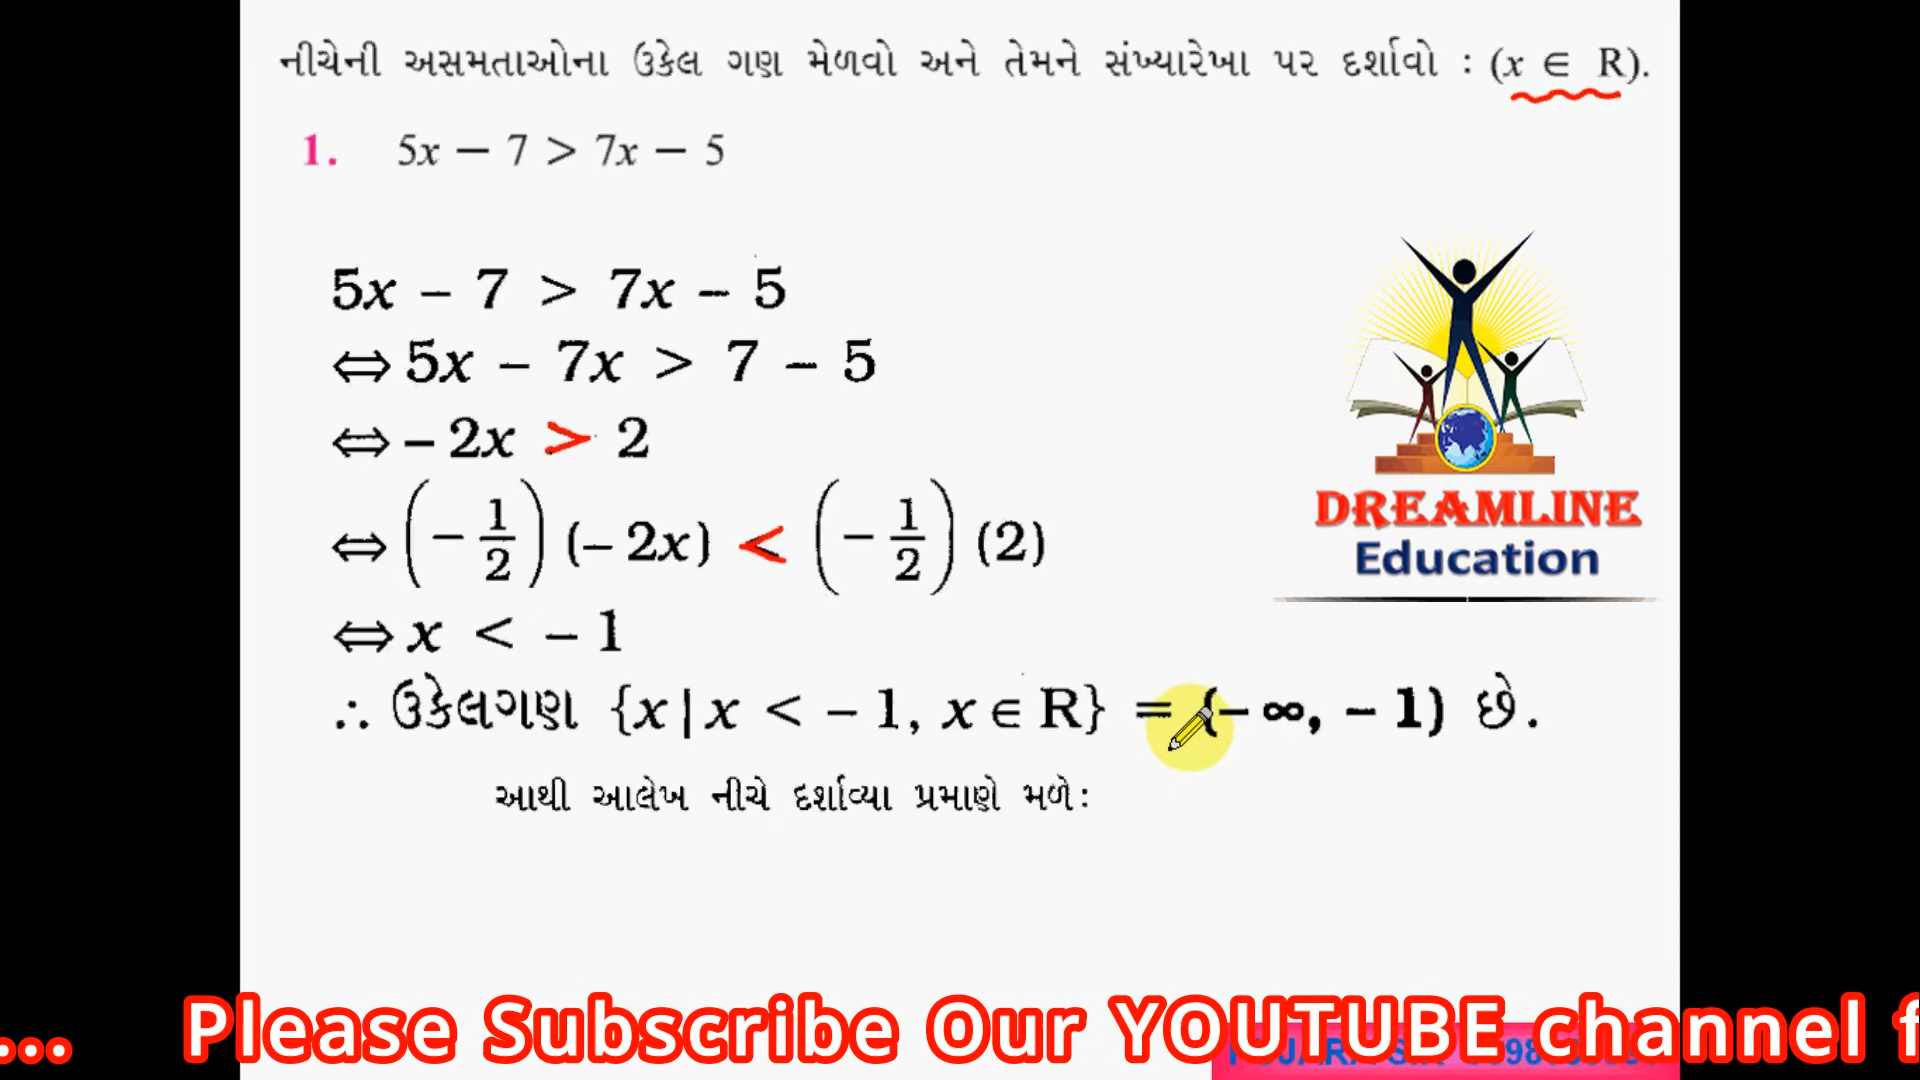 નીચેની અસમતાઓના ઉકેલ ગણ મેળવો અને તેમને સંખ્યારેખા પર દર્શાવો : (x ∈ R).
1. 5x − 7 > 7x − 5
5x − 7 > 7x − 5
⇔ 5x − 7x > 7 − 5
⇔ − 2x > 2
⇔ (− 1/2) (− 2x) < (− 1/2) (2)
⇔ x < − 1
∴ ઉકેલગણ {x | x < − 1, x ∈ R} = (− ∞, − 1) છે.
આથી આલેખ નીચે દર્શાવ્યા પ્રમાણે મળે:
DREAMLINE
Education
... Please Subscribe Our YOUTUBE channel f